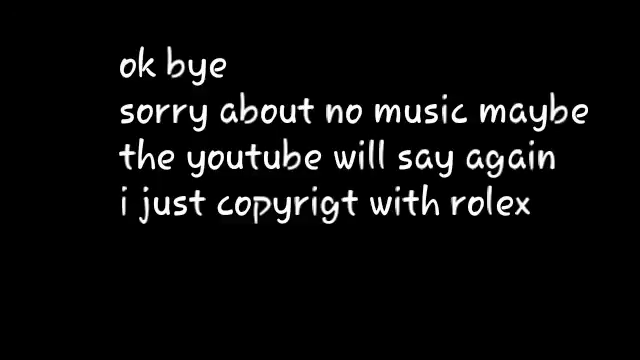 ok bye
sorry about no music maybe
the youtube will say again
i just copyrigt with rolex